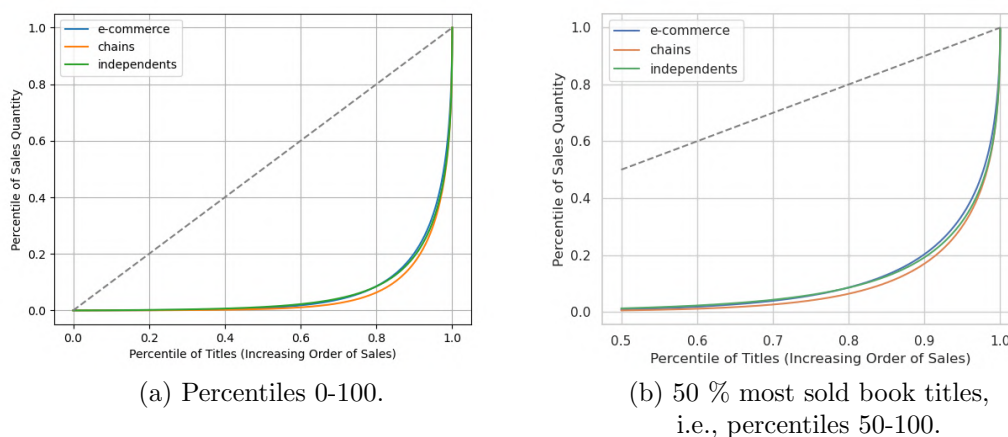 1.0
0.8
0.6
0.4
0.2
0.0
Percentile of Sales Quantity
e-commerce
chains
independents
0.0 0.2 0.4 0.6 0.8 1.0
Percentile of Titles (Increasing Order of Sales)
(a) Percentiles 0-100.
1.0
0.8
0.6
0.4
0.2
0.0
Percentile of Sales Quantity
e-commerce
chains
independents
0.5 0.6 0.7 0.8 0.9 1.0
Percentile of Titles (Increasing Order of Sales)
(b) 50 % most sold book titles,
i.e., percentiles 50-100.